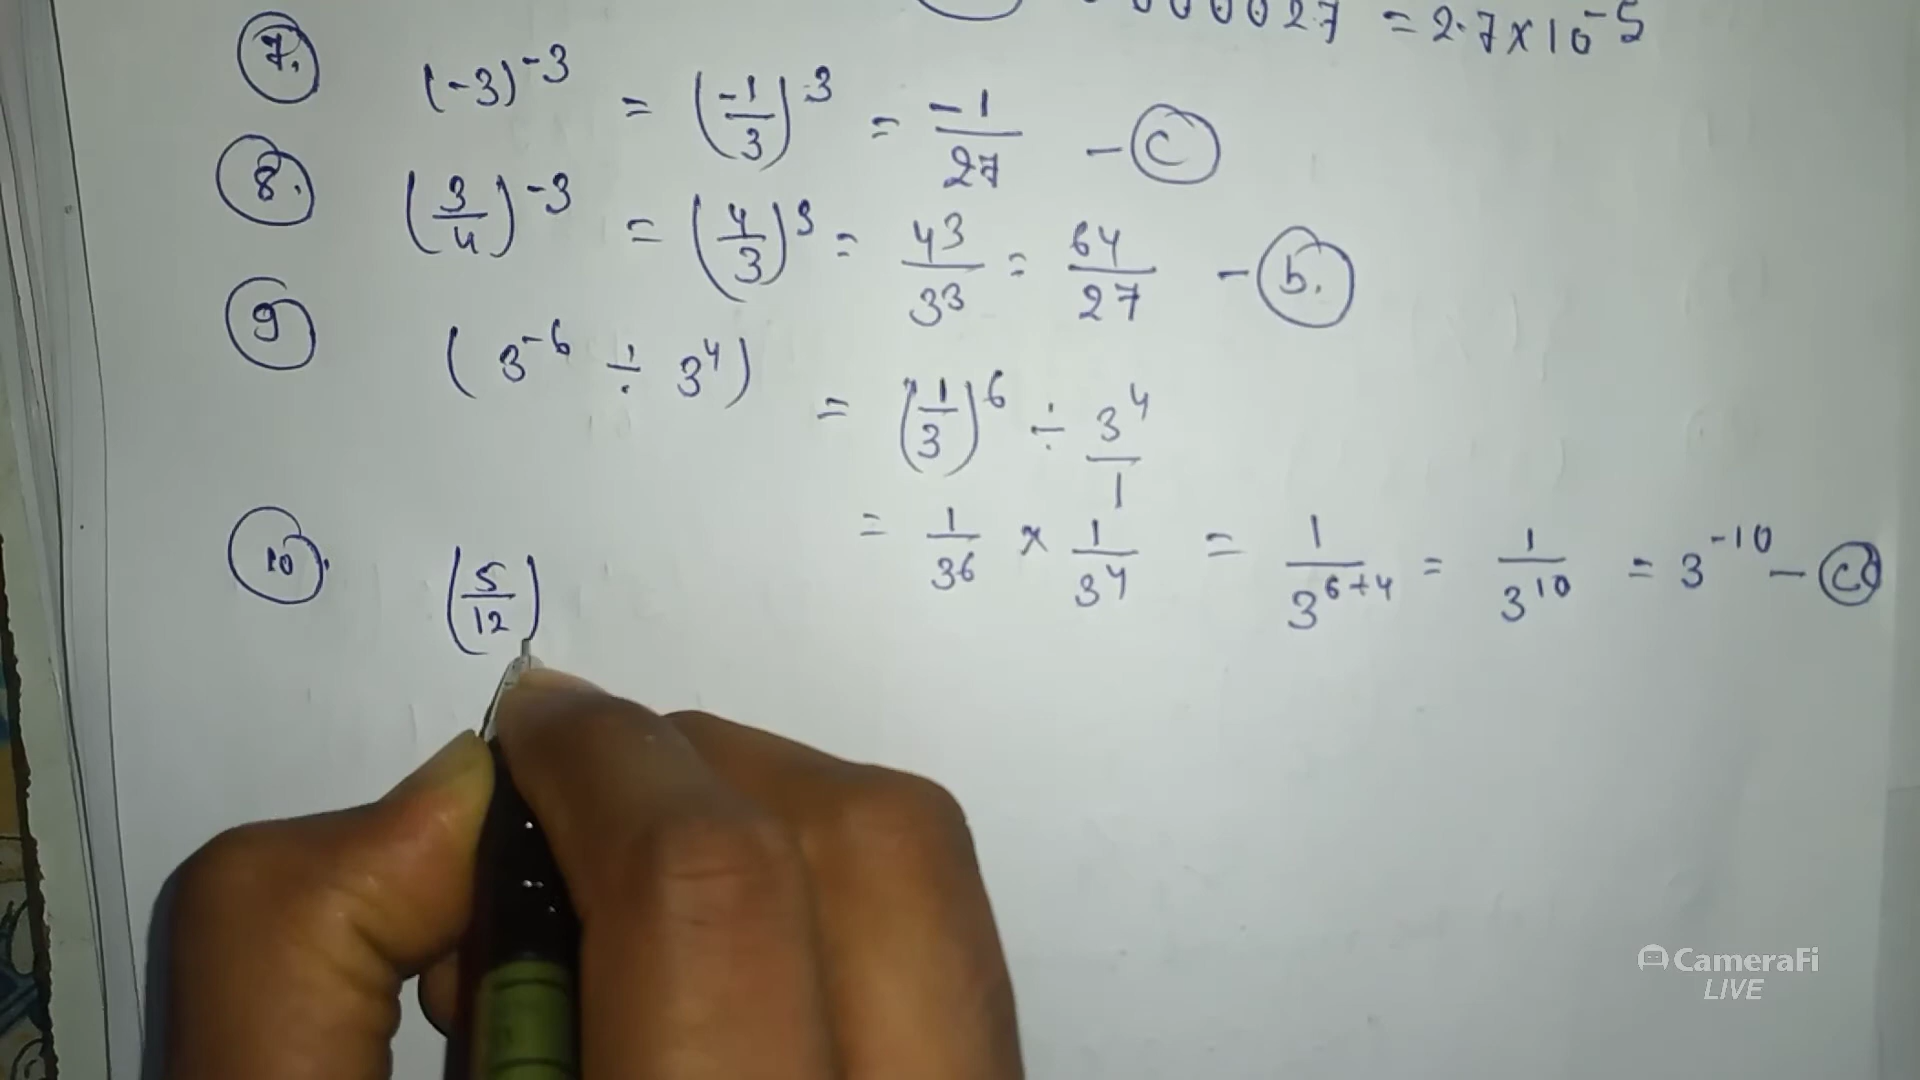 00027 = 2.7×10⁻⁵
7. (-3)⁻³ = (-1/3)³ = -1/27 - C
8. (3/4)⁻³ = (4/3)³ = 4³/3³ = 64/27 - b.
9 (3⁻⁶ ÷ 3⁴) = (1/3)⁶ ÷ 3⁴/1
= 1/3⁶ × 1/3⁴ = 1/3⁶⁺⁴ = 1/3¹⁰ = 3⁻¹⁰ -
10. (5/12)
CameraFi
LIVE